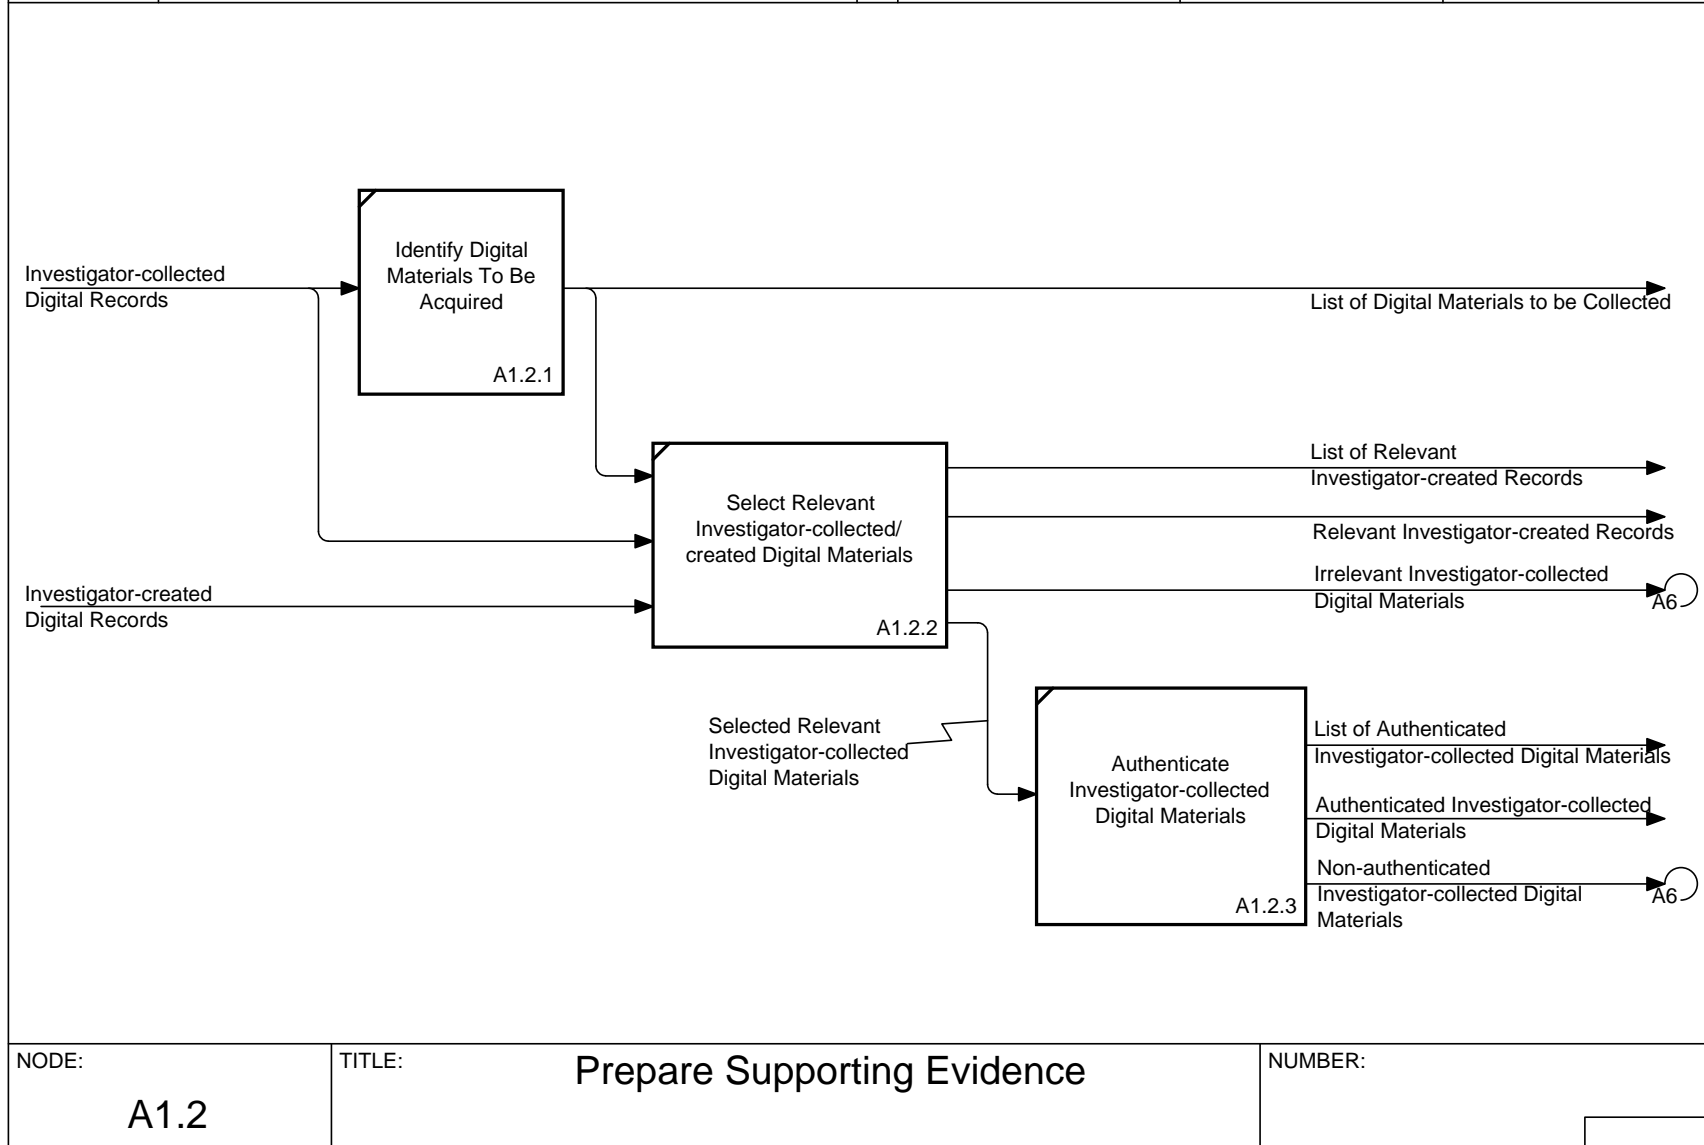 Identify Digital
Materials To Be
Acquired
A1.2.1
Investigator-collected
Digital Records
List of Digital Materials to be Collected
Select Relevant
Investigator-collected/
created Digital Materials
A1.2.2
List of Relevant
Investigator-created Records
Relevant Investigator-created Records
Irrelevant Investigator-collected
Digital Materials
A6
Investigator-created
Digital Records
Selected Relevant
Investigator-collected
Digital Materials
Authenticate
Investigator-collected
Digital Materials
A1.2.3
List of Authenticated
Investigator-collected Digital Materials
Authenticated Investigator-collected
Digital Materials
Non-authenticated
Investigator-collected Digital
Materials
A6
NODE:
A1.2
TITLE:
Prepare Supporting Evidence
NUMBER: